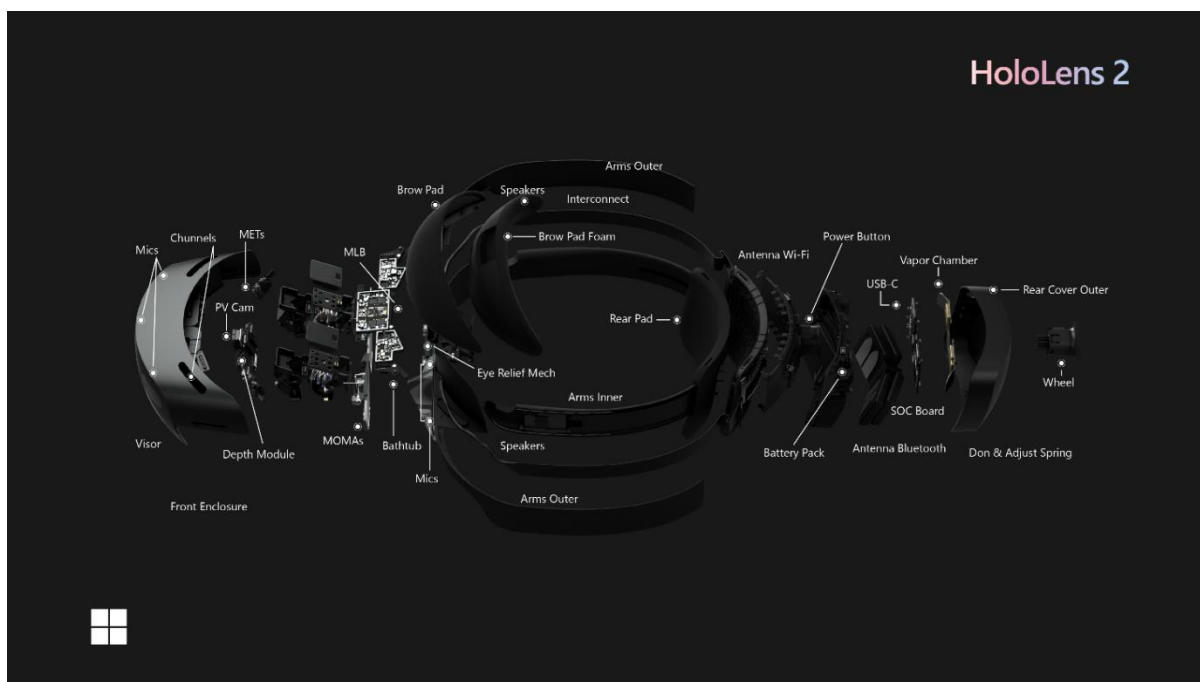 HoloLens 2
Arms Outer
Brow Pad
Speakers
Interconnect
Mics
Chunnels
METs
MLB
Brow Pad Foam
Antenna Wi-Fi
Power Button
Vapor Chamber
USB-C
Rear Cover Outer
PV Cam
Rear Pad
Eye Relief Mech
Wheel
Arms Inner
SOC Board
Visor
Depth Module
MOMAs
Bathtub
Speakers
Battery Pack
Antenna Bluetooth
Don & Adjust Spring
Mics
Front Enclosure
Arms Outer